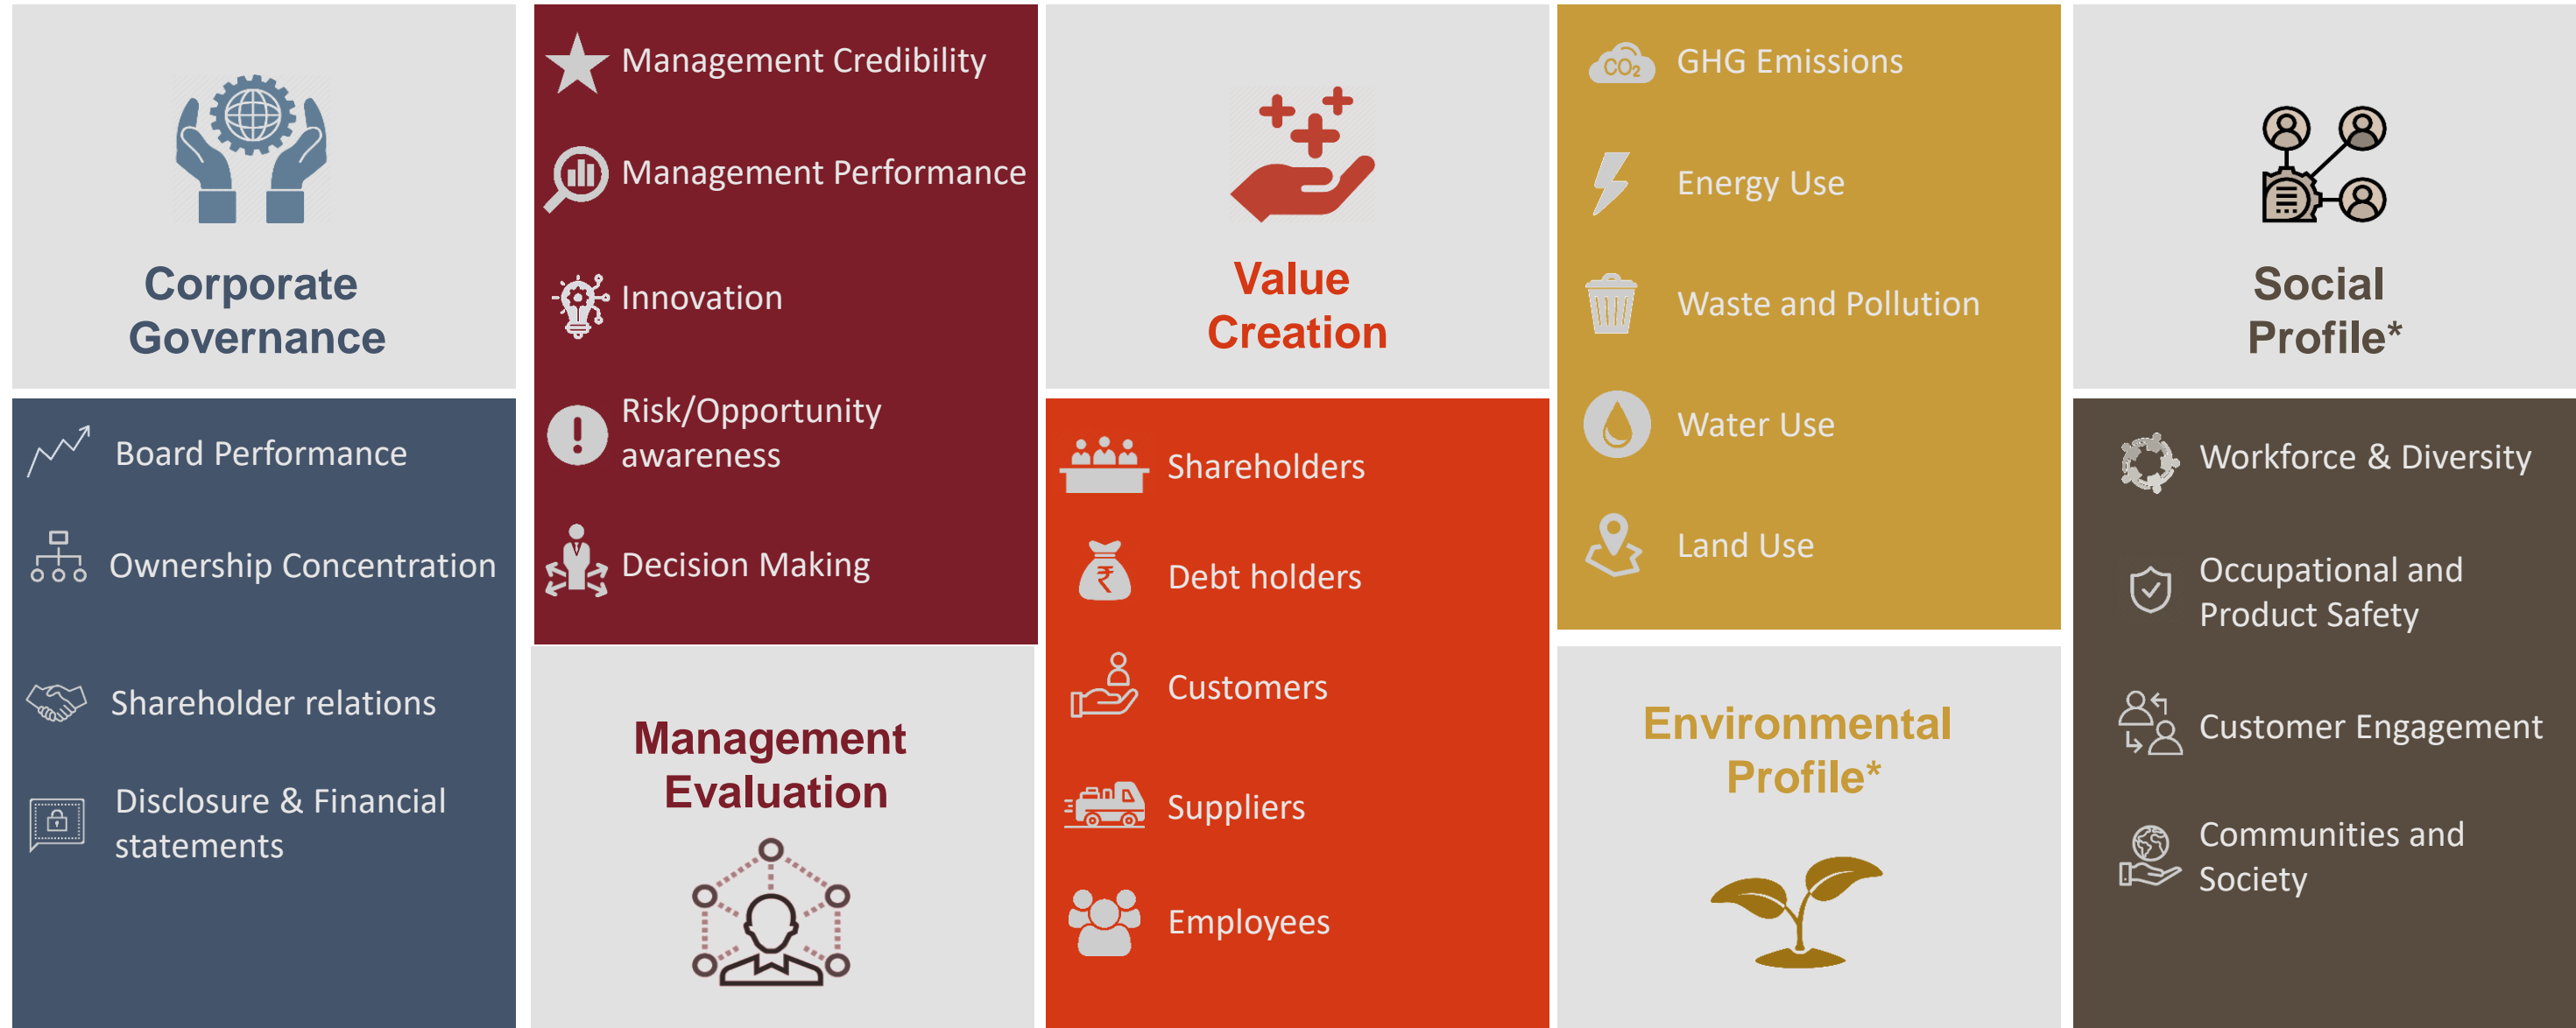 Corporate
Governance
Board Performance
Ownership Concentration
Shareholder relations
Disclosure & Financial
statements
Management Credibility
Management Performance
Innovation
Risk/Opportunity
awareness
Decision Making
Management
Evaluation
Value
Creation
Shareholders
₹
Debt holders
Customers
Suppliers
Employees
CO₂
GHG Emissions
Energy Use
Waste and Pollution
Water Use
Land Use
Environmental
Profile*
Social
Profile*
Workforce & Diversity
Occupational and
Product Safety
Customer Engagement
Communities and
Society